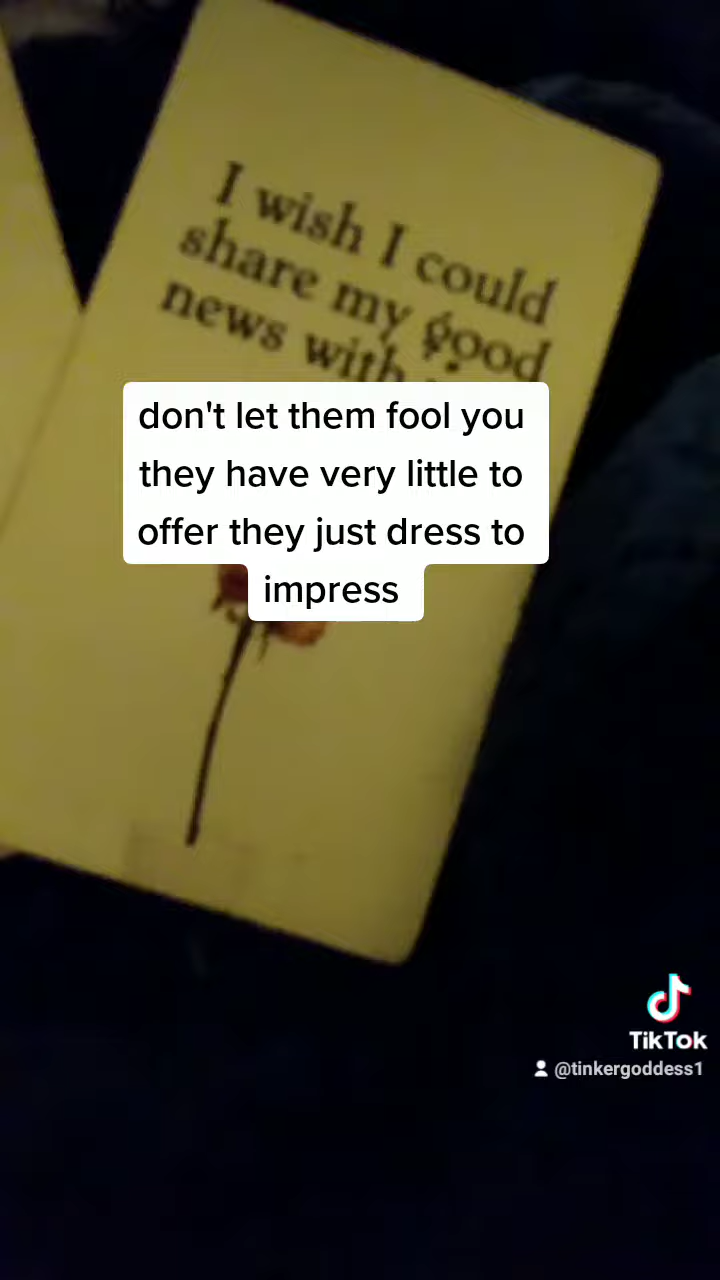 I wish I could
share my good
news with
don't let them fool you
they have very little to
offer they just dress to
impress
TikTok
@tinkergoddess1